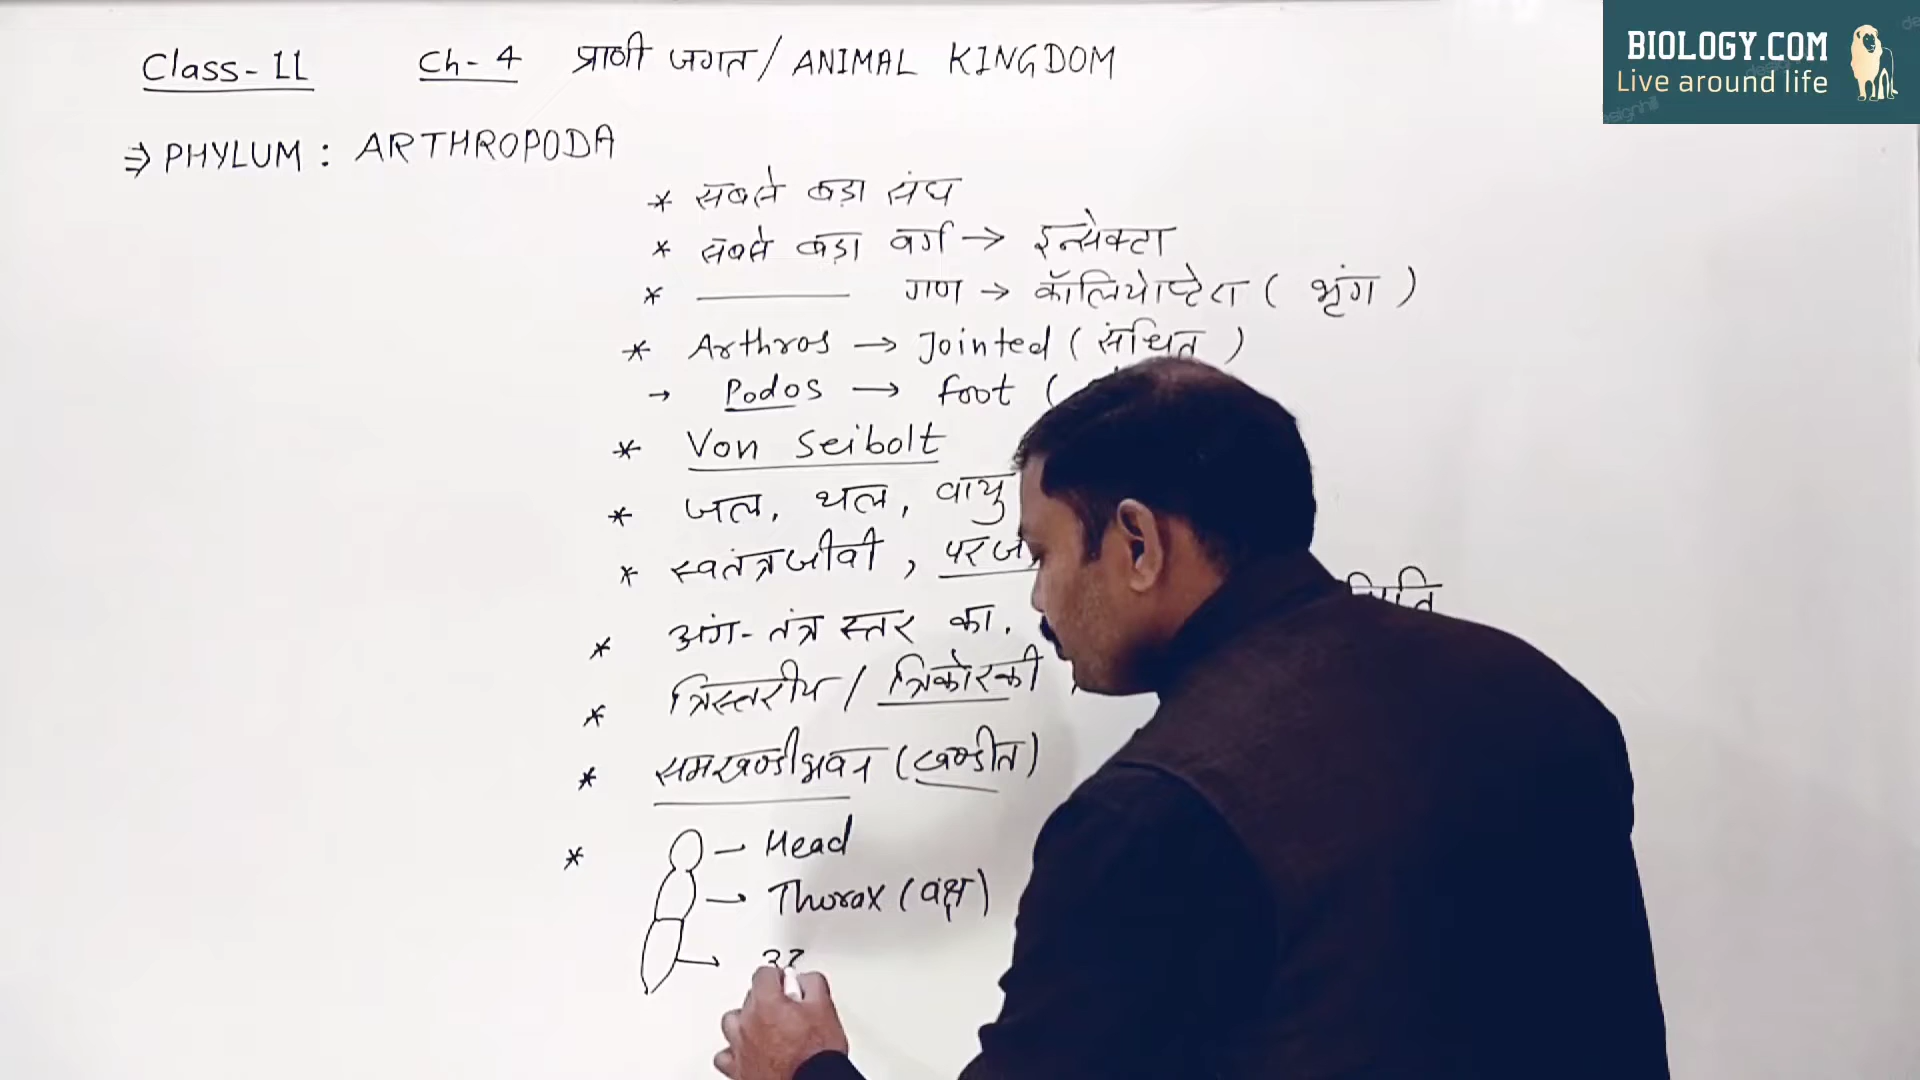 BIOLOGY.COM
Live around life
Class-11 Ch-4 प्राणी जगत/ANIMAL KINGDOM
⇒ PHYLUM: ARTHROPODA
* सबसे बड़ा संघ
* सबसे बड़ा वर्ग → इन्सेक्टा
* ——— गण → कॉलियोप्टेरा (भृंग)
* Arthros → Jointed (संधित)
→ Podos → foot (
* Von Seibolt
* जल, थल, वायु
* स्वतंत्रजीवी,
* अंग-तंत्र स्तर का.
* त्रिस्तरीय / त्रिकोरकी
* समखण्डीभवन (खण्डीत)
* – Head
→ Thorax (वक्ष)